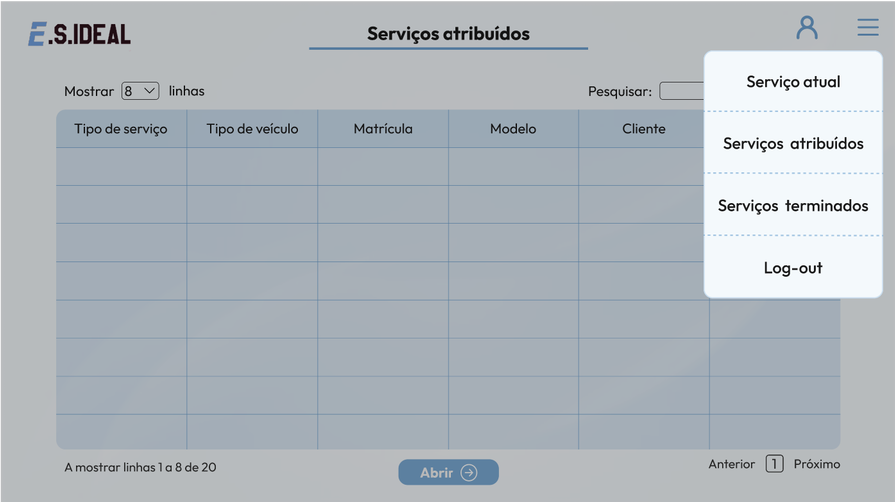 E.S.IDEAL
Serviços atribuídos
Mostrar 8 linhas
Pesquisar:
Tipo de serviço Tipo de veículo Matrícula Modelo Cliente
Serviço atual
Serviços atribuídos
Serviços terminados
Log-out
A mostrar linhas 1 a 8 de 20
Abrir
Anterior 1 Próximo